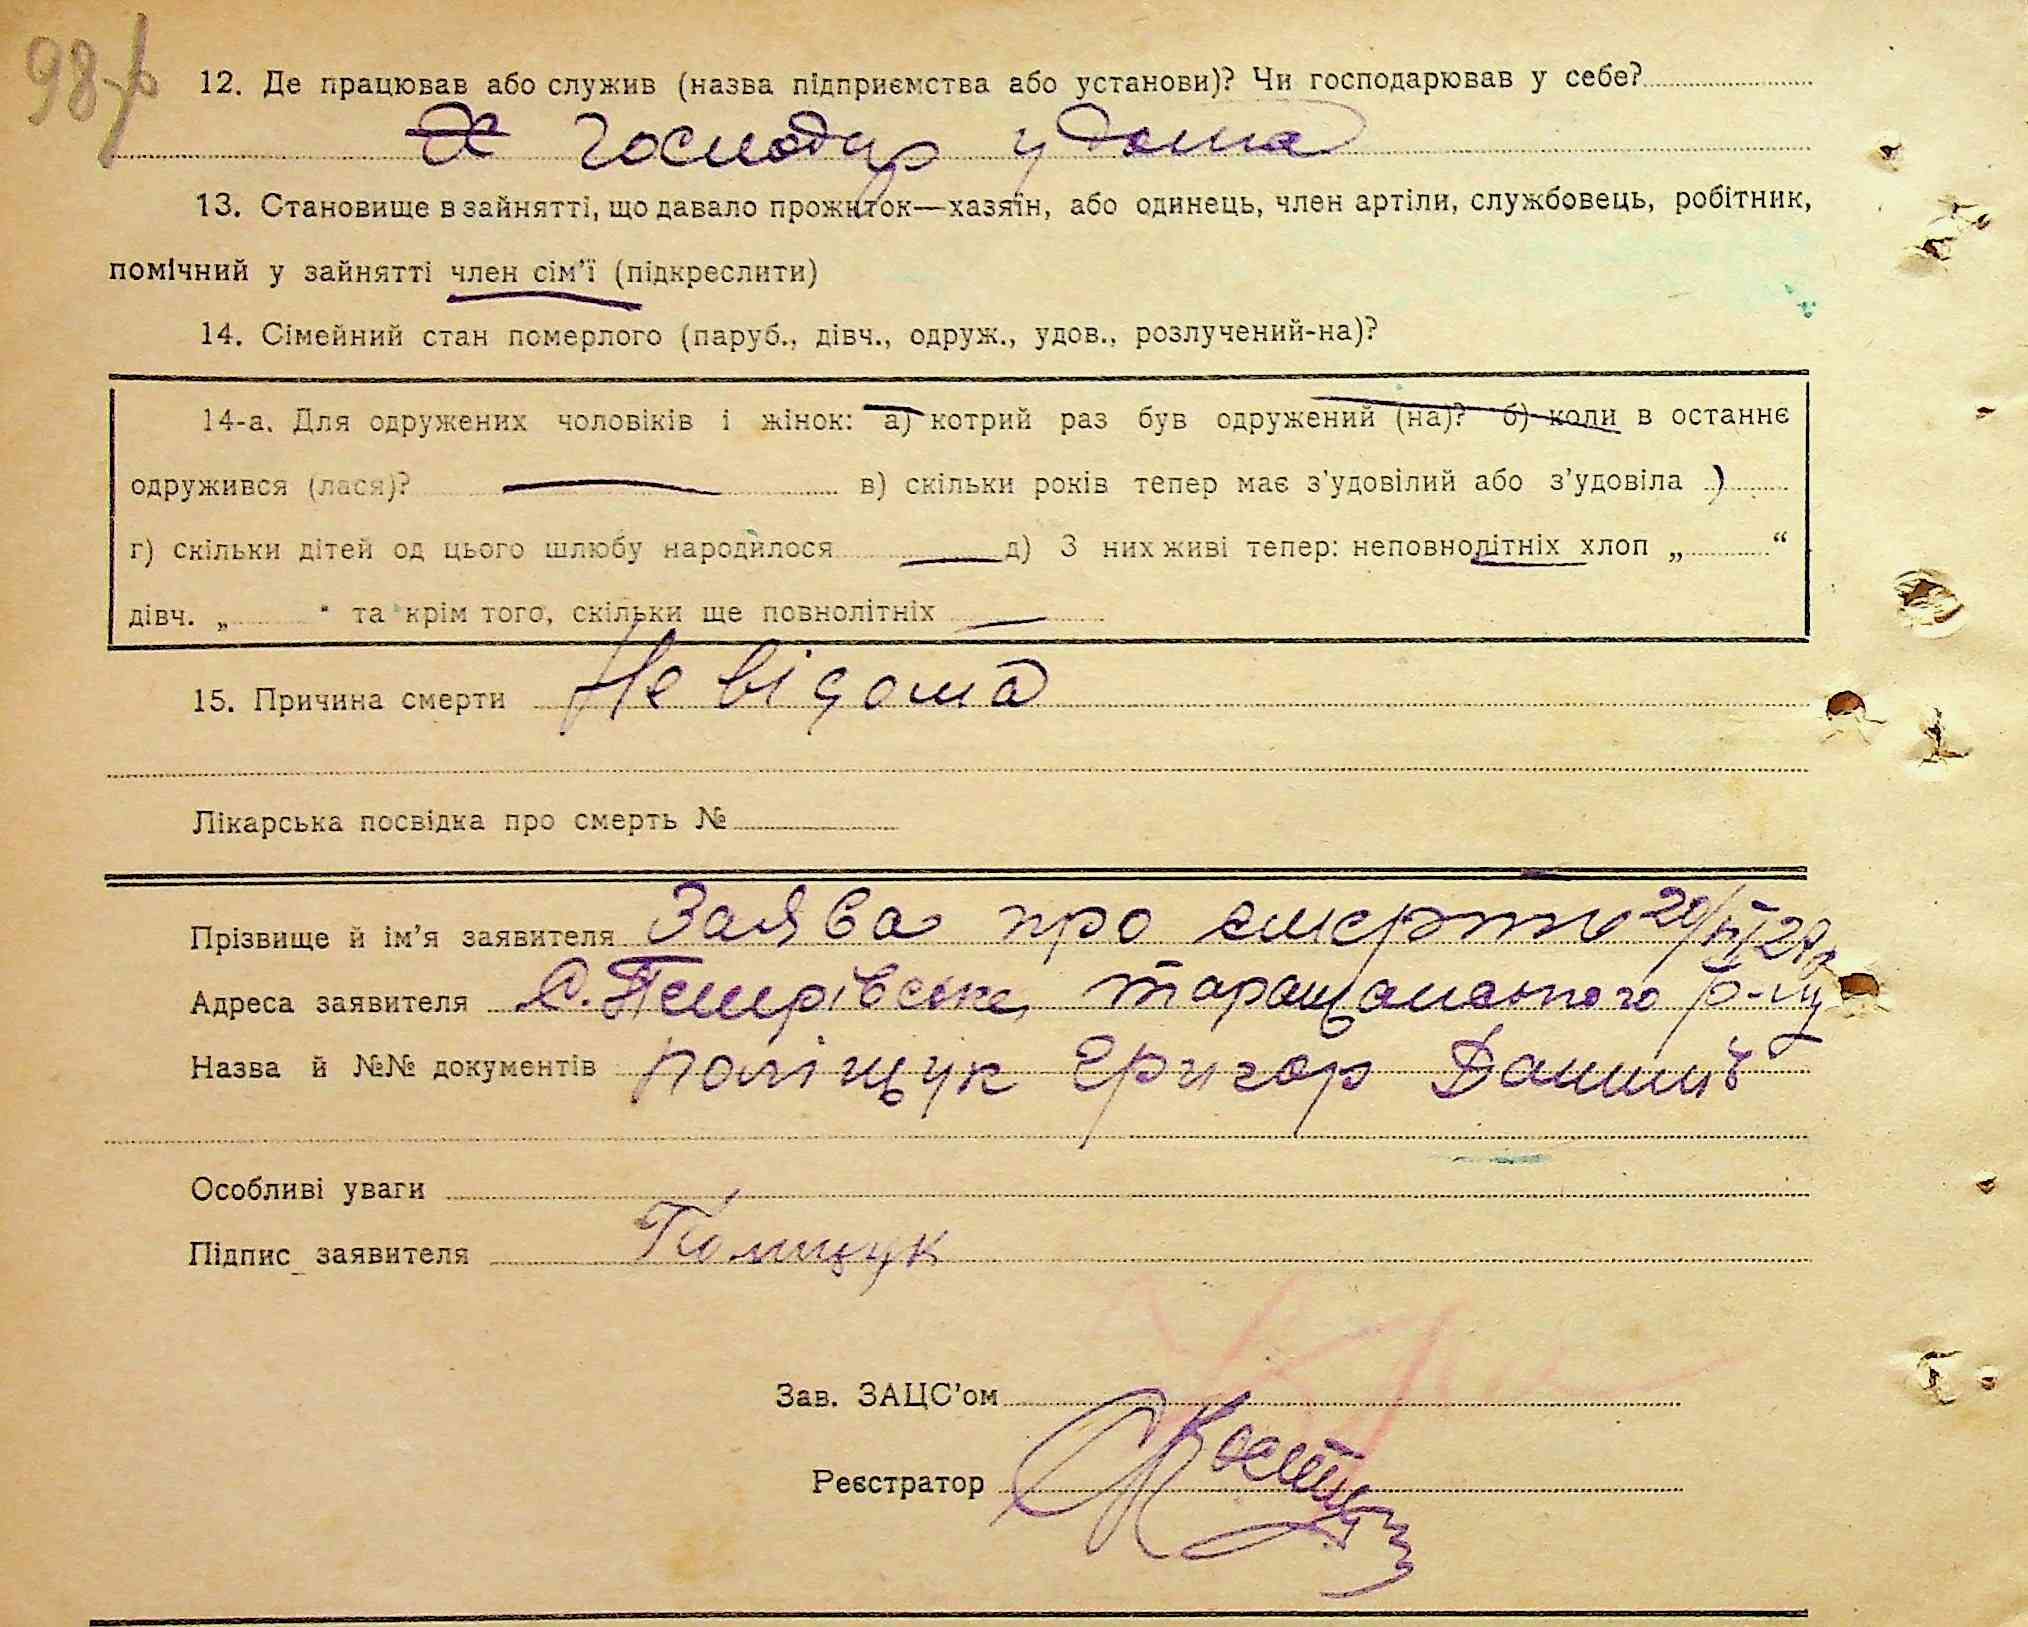 12. Де працював або служив (назва підприємства або установи)? Чи господарював у себе?
Господар у дома
13. Становище в зайнятті, що давало прожиток—хазяїн, або одинець, член артіли, службовець, робітник,
помічний у зайнятті член сім'ї (підкреслити)
14. Сімейний стан померлого (паруб., дівч., одруж., удов., розлучений-на)?
14-а. Для одружених чоловіків і жінок: а) котрий раз був одружений (на)? б) коли в останнє
одружився (лася)? в) скільки років тепер має з'удовілий або з'удовіла
г) скільки дітей од цього шлюбу народилося д) З них живі тепер: неповнолітніх хлоп „ “
дівч. „ “ та крім того, скільки ще повнолітніх
15. Причина смерти Не відома
Лікарська посвідка про смерть №
Прізвище й ім'я заявителя Заява про смерть
Адреса заявителя С. Петрівське, Таращанського р-ну
Назва й №№ документів Поліщук Григор
Особливі уваги
Підпис заявителя Поліщук
Зав. ЗАЦС'ом
Реєстратор